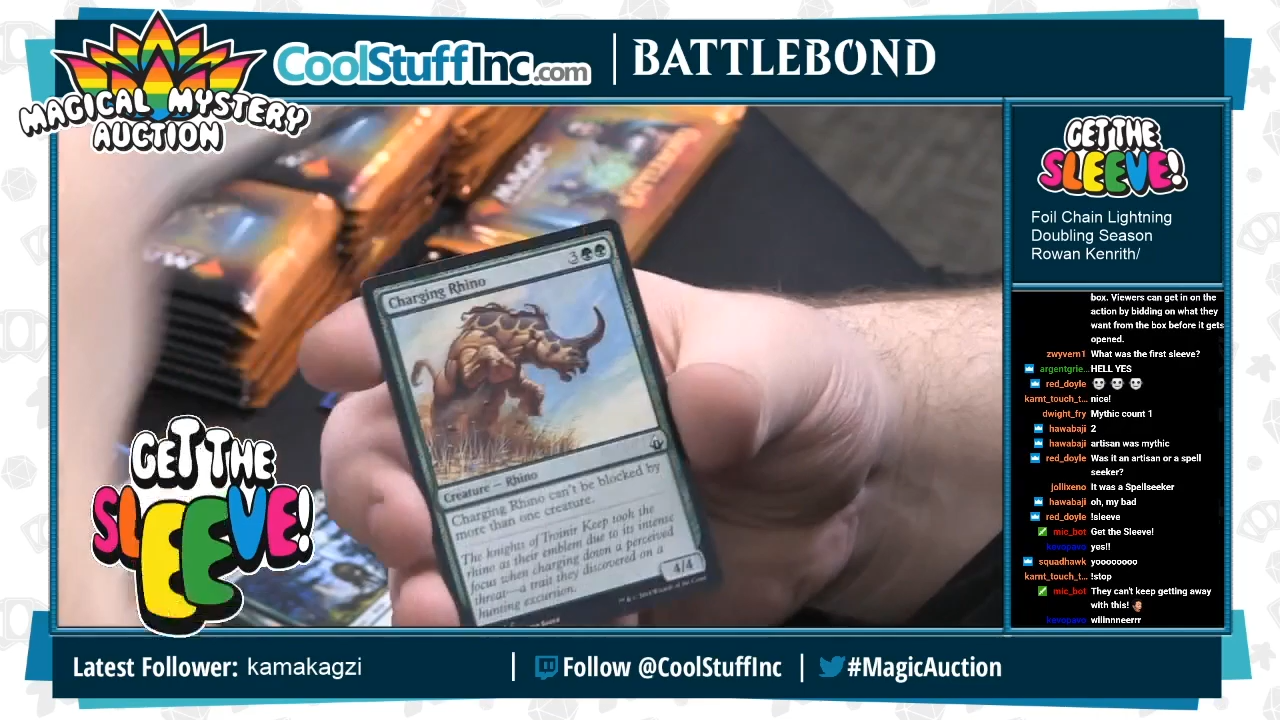 MAGICAL MYSTERY
AUCTION
CoolStuffInc.com
BATTLEBOND
GET THE
SLEEVE!
Foil Chain Lightning
Doubling Season
Rowan Kenrith/
MAGIC
Charging Rhino
3
Creature — Rhino
Charging Rhino can't be blocked by
more than one creature.
The knights of Troinir Keep took the
rhino as their emblem due to its intense
focus when charging down a perceived
threat—a trait they discovered on a
hunting excursion.
4/4
GET THE
SLEEVE!
box. Viewers can get in on the
action by bidding on what they
want from the box before it gets
opened.
zwyvern1 What was the first sleeve?
argentgrie... HELL YES
red_doyle
karnt_touch_t... nice!
dwight_fry Mythic count 1
hawabaji 2
hawabaji artisan was mythic
red_doyle Was it an artisan or a spell
seeker?
jollixeno It was a Spellseeker
hawabaji oh, my bad
red_doyle !sleeve
mic_bot Get the Sleeve!
kevopavo yes!!
squadhawk yoooooooo
karnt_touch_t... !stop
mic_bot They can't keep getting away
with this!
kevopavo wiiinnneerrr
Latest Follower: kamakagzi
Follow @CoolStuffInc
#MagicAuction